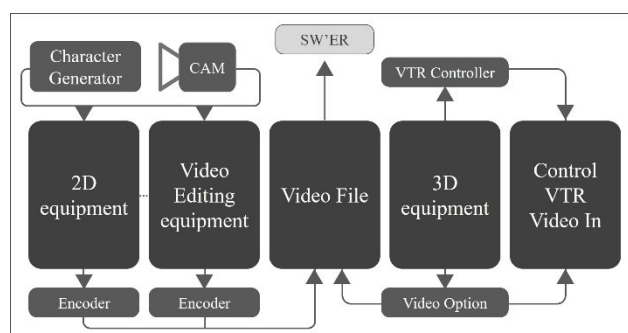 SW'ER
Character
Generator
CAM
VTR Controller
2D
equipment
Video
Editing
equipment
Video File
3D
equipment
Control
VTR
Video In
Encoder
Encoder
Video Option